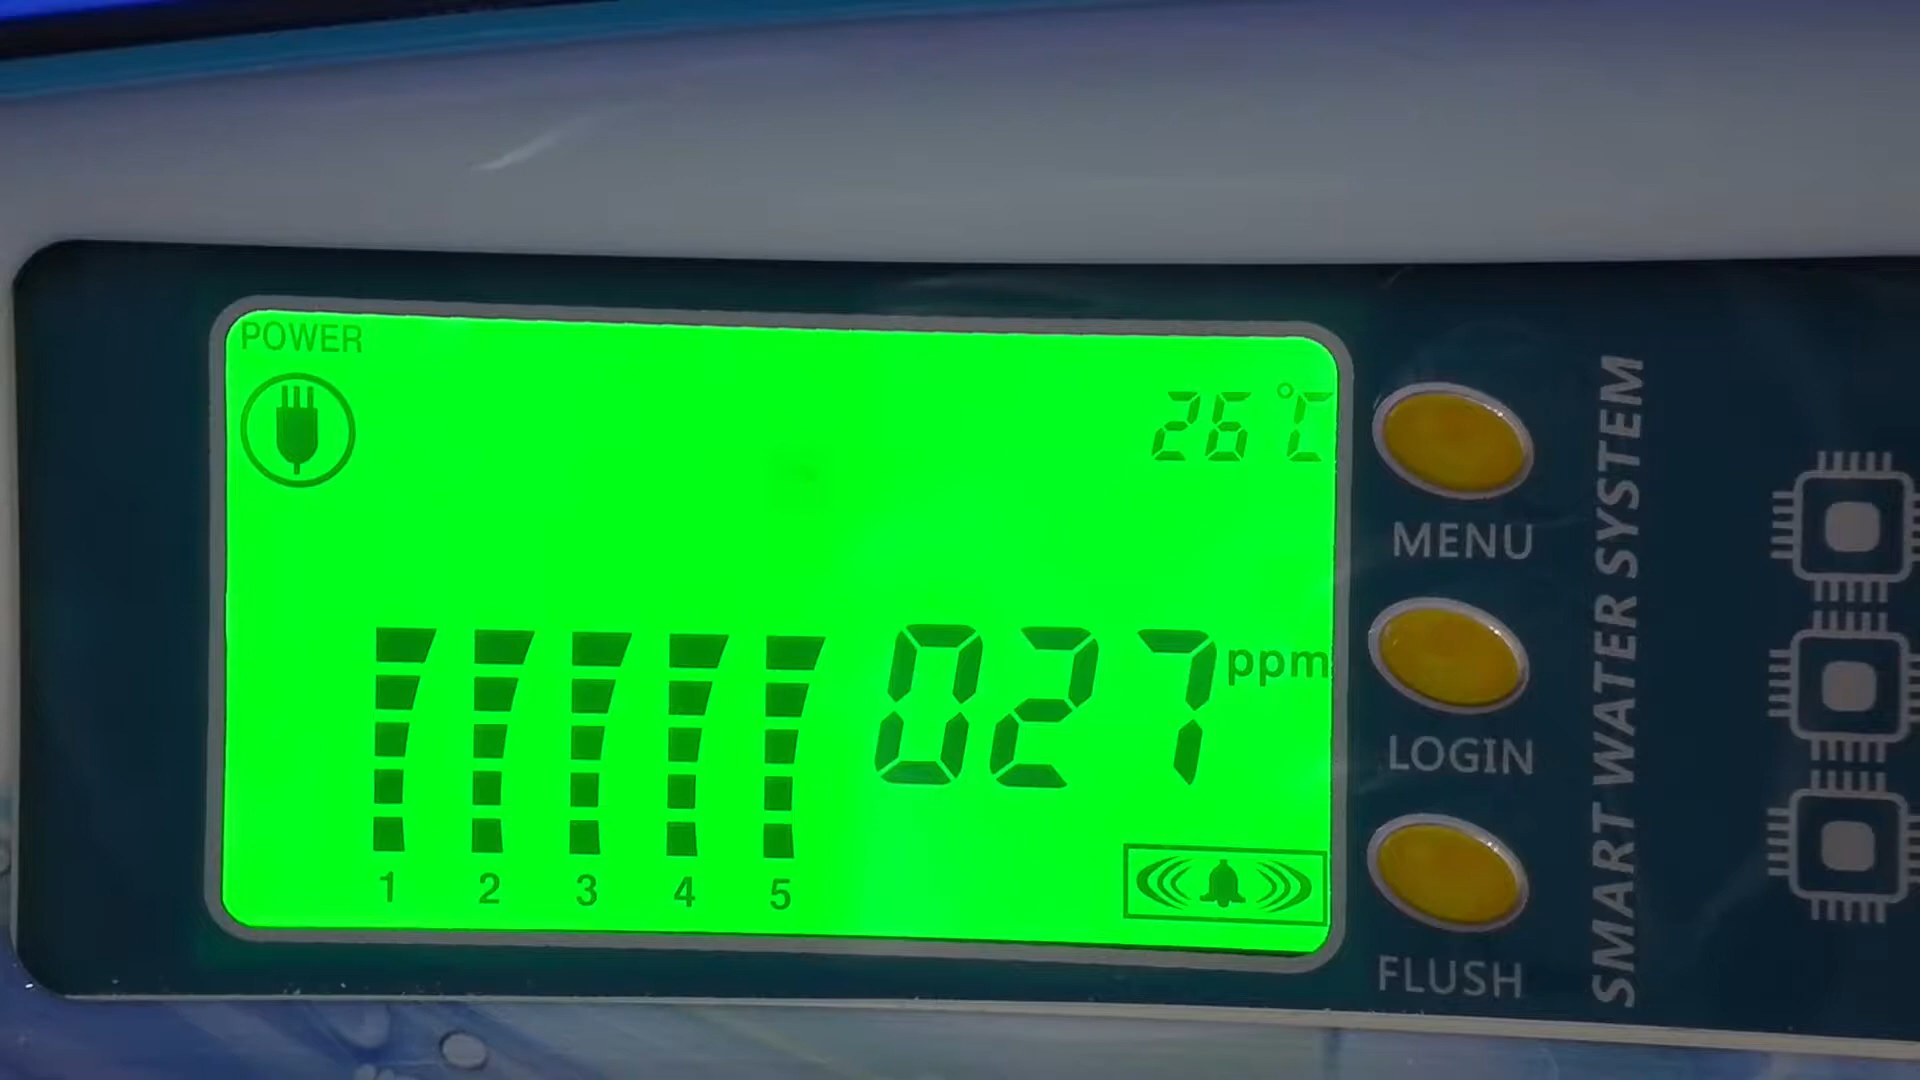 POWER
26°C
027 ppm
1 2 3 4 5
MENU
LOGIN
FLUSH
SMART WATER SYSTEM